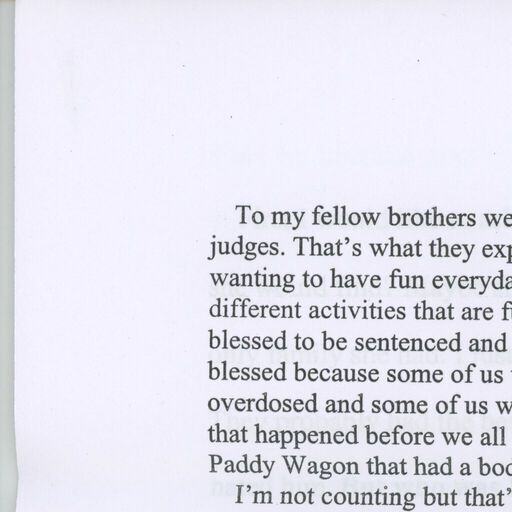 To my fellow brothers we
judges. That's what they exp
wanting to have fun everyda
different activities that are fu
blessed to be sentenced and
blessed because some of us
overdosed and some of us w
that happened before we all
Paddy Wagon that had a bod
I'm not counting but that'